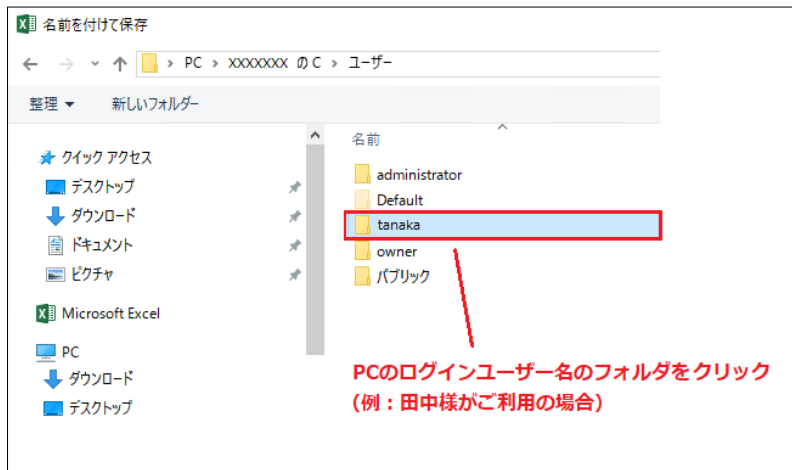 名前を付けて保存
PC › XXXXXXX の C › ユーザー
整理 新しいフォルダー
クイック アクセス
デスクトップ
ダウンロード
ドキュメント
ピクチャ
Microsoft Excel
PC
ダウンロード
デスクトップ
名前
administrator
Default
tanaka
owner
パブリック
PCのログインユーザー名のフォルダをクリック
(例：田中様がご利用の場合)